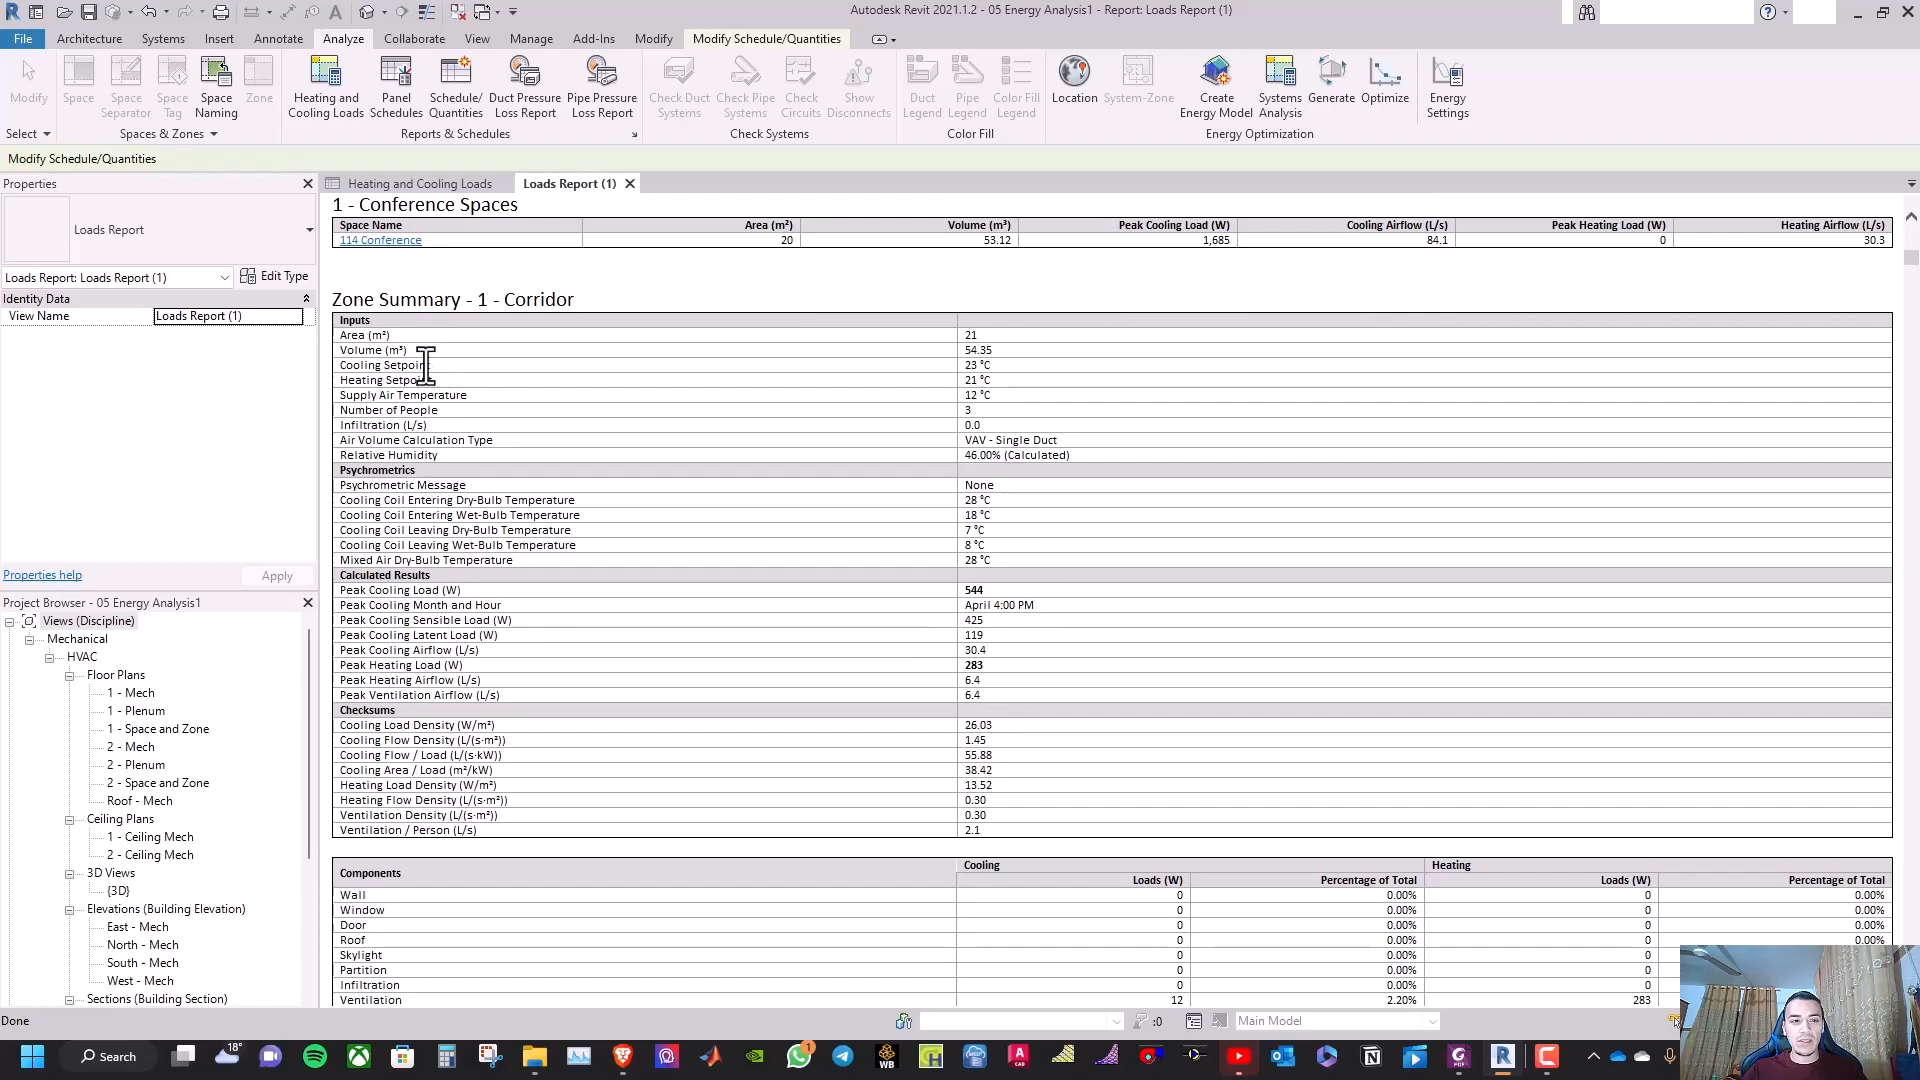 Autodesk Revit 2021.1.2 - 05 Energy Analysis1 - Report: Loads Report (1)
File Architecture Systems Insert Annotate Analyze Collaborate View Manage Add-Ins Modify Modify Schedule/Quantities
Modify Space Space Separator Space Tag Space Naming Zone Heating and Cooling Loads Panel Schedules Schedule/ Quantities Duct Pressure Loss Report Pipe Pressure Loss Report Check Duct Systems Check Pipe Systems Check Circuits Show Disconnects Duct Legend Pipe Legend Color Fill Legend Location System-Zone Create Energy Model Systems Analysis Generate Optimize Energy Settings
Select Spaces & Zones Reports & Schedules Check Systems Color Fill Energy Optimization
Modify Schedule/Quantities
Properties
Loads Report
Loads Report: Loads Report (1) Edit Type
Identity Data
View Name Loads Report (1)
Properties help Apply
Project Browser - 05 Energy Analysis1
Views (Discipline)
Mechanical
HVAC
Floor Plans
1 - Mech
1 - Plenum
1 - Space and Zone
2 - Mech
2 - Plenum
2 - Space and Zone
Roof - Mech
Ceiling Plans
1 - Ceiling Mech
2 - Ceiling Mech
3D Views
{3D}
Elevations (Building Elevation)
East - Mech
North - Mech
South - Mech
West - Mech
Sections (Building Section)
Heating and Cooling Loads Loads Report (1)
1 - Conference Spaces
Space Name Area (m²) Volume (m³) Peak Cooling Load (W) Cooling Airflow (L/s) Peak Heating Load (W) Heating Airflow (L/s)
114 Conference 20 53.12 1,685 84.1 0 30.3
Zone Summary - 1 - Corridor
Inputs
Area (m²) 21
Volume (m³) 54.35
Cooling Setpoint 23 °C
Heating Setpoint 21 °C
Supply Air Temperature 12 °C
Number of People 3
Infiltration (L/s) 0.0
Air Volume Calculation Type VAV - Single Duct
Relative Humidity 46.00% (Calculated)
Psychrometrics
Psychrometric Message None
Cooling Coil Entering Dry-Bulb Temperature 28 °C
Cooling Coil Entering Wet-Bulb Temperature 18 °C
Cooling Coil Leaving Dry-Bulb Temperature 7 °C
Cooling Coil Leaving Wet-Bulb Temperature 8 °C
Mixed Air Dry-Bulb Temperature 28 °C
Calculated Results
Peak Cooling Load (W) 544
Peak Cooling Month and Hour April 4:00 PM
Peak Cooling Sensible Load (W) 425
Peak Cooling Latent Load (W) 119
Peak Cooling Airflow (L/s) 30.4
Peak Heating Load (W) 283
Peak Heating Airflow (L/s) 6.4
Peak Ventilation Airflow (L/s) 6.4
Checksums
Cooling Load Density (W/m²) 26.03
Cooling Flow Density (L/(s·m²)) 1.45
Cooling Flow / Load (L/(s·kW)) 55.88
Cooling Area / Load (m²/kW) 38.42
Heating Load Density (W/m²) 13.52
Heating Flow Density (L/(s·m²)) 0.30
Ventilation Density (L/(s·m²)) 0.30
Ventilation / Person (L/s) 2.1
Components Cooling Heating
Loads (W) Percentage of Total Loads (W) Percentage of Total
Wall 0 0.00% 0 0.00%
Window 0 0.00% 0 0.00%
Door 0 0.00% 0 0.00%
Roof 0 0.00% 0 0.00%
Skylight 0 0.00% 0
Partition 0 0.00% 0
Infiltration 0 0.00% 0
Ventilation 12 2.20% 283
Done :0 Main Model
Search 18°